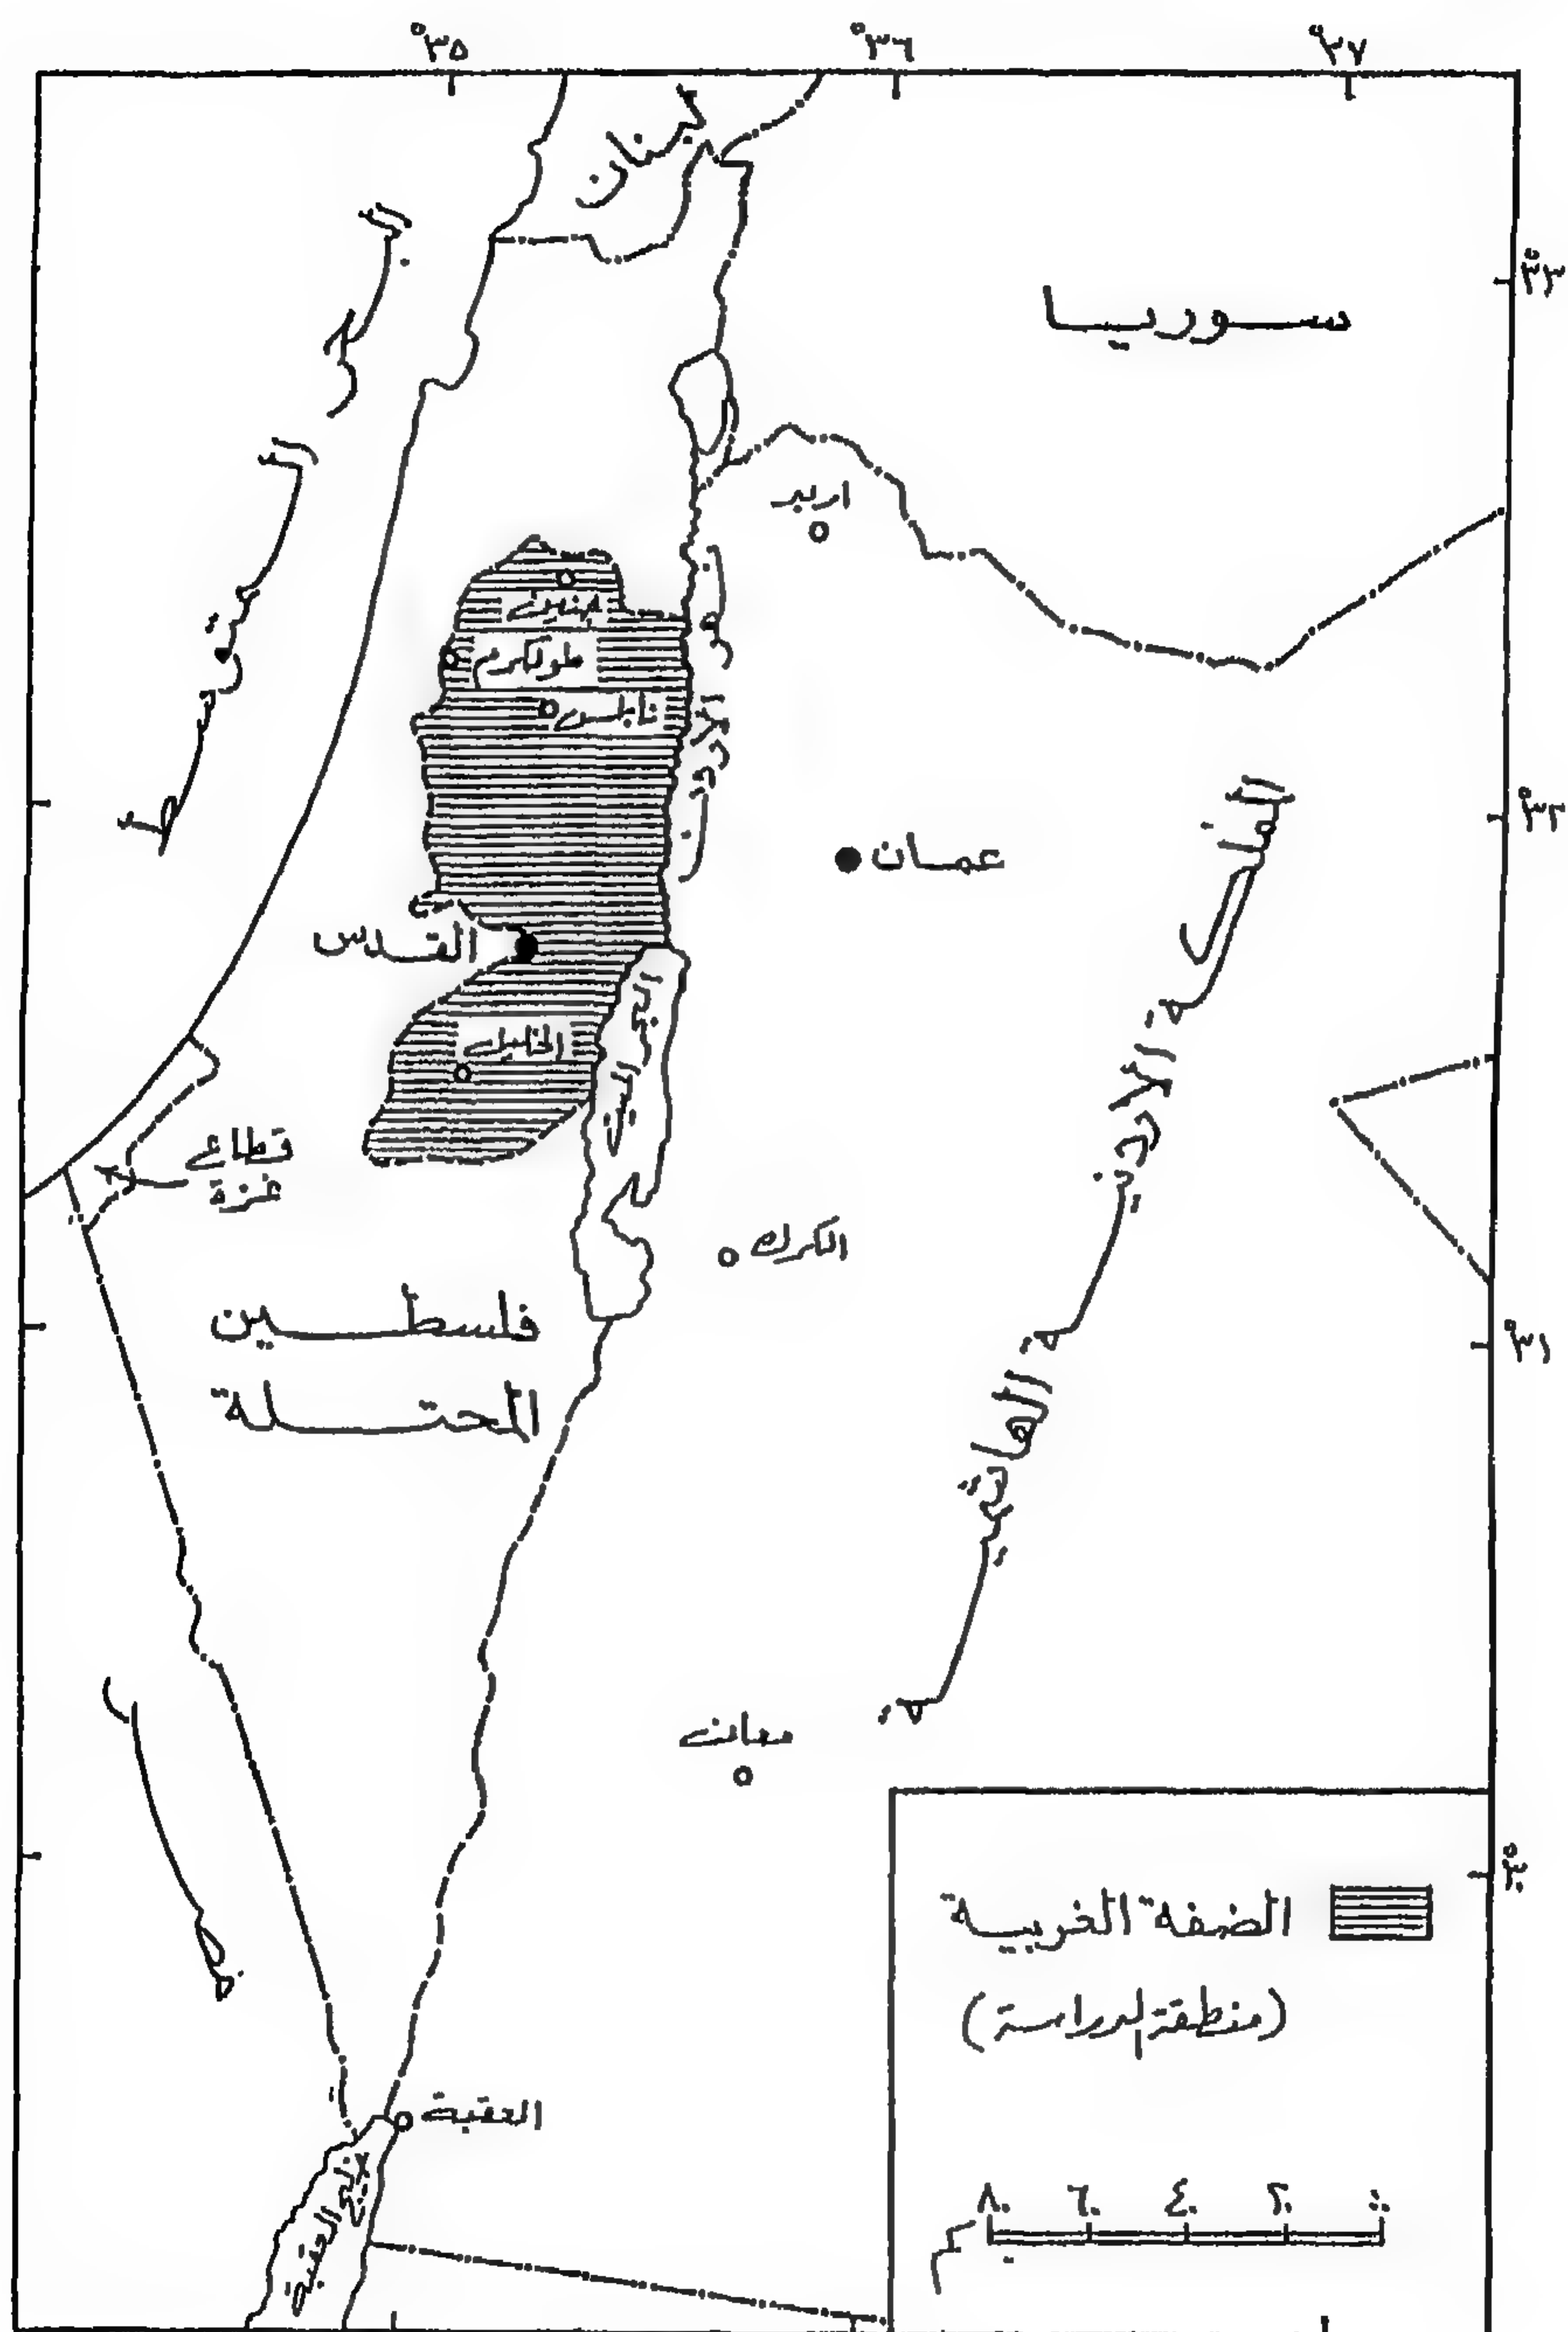 °٣٥
°٣٦
°٣٧
لبنان
البحر
المتوسط
سوريا
°٣٣
اربد
جنين
طولكرم
نابلس
نهر الأردن
°٣٢
عمان
القدس
المملكة
الأردنية
الهاشمية
البحر الميت
الخليل
قطاع
غزة
الكرك
°٣١
فلسطين
المحتلة
معان
سيناء
°٣٠
العقبة
خليج العقبة
الضفة الغربية
(منطقة الدراسة)
٨٠ ٦٠ ٤٠ ٢٠ ٠
كم